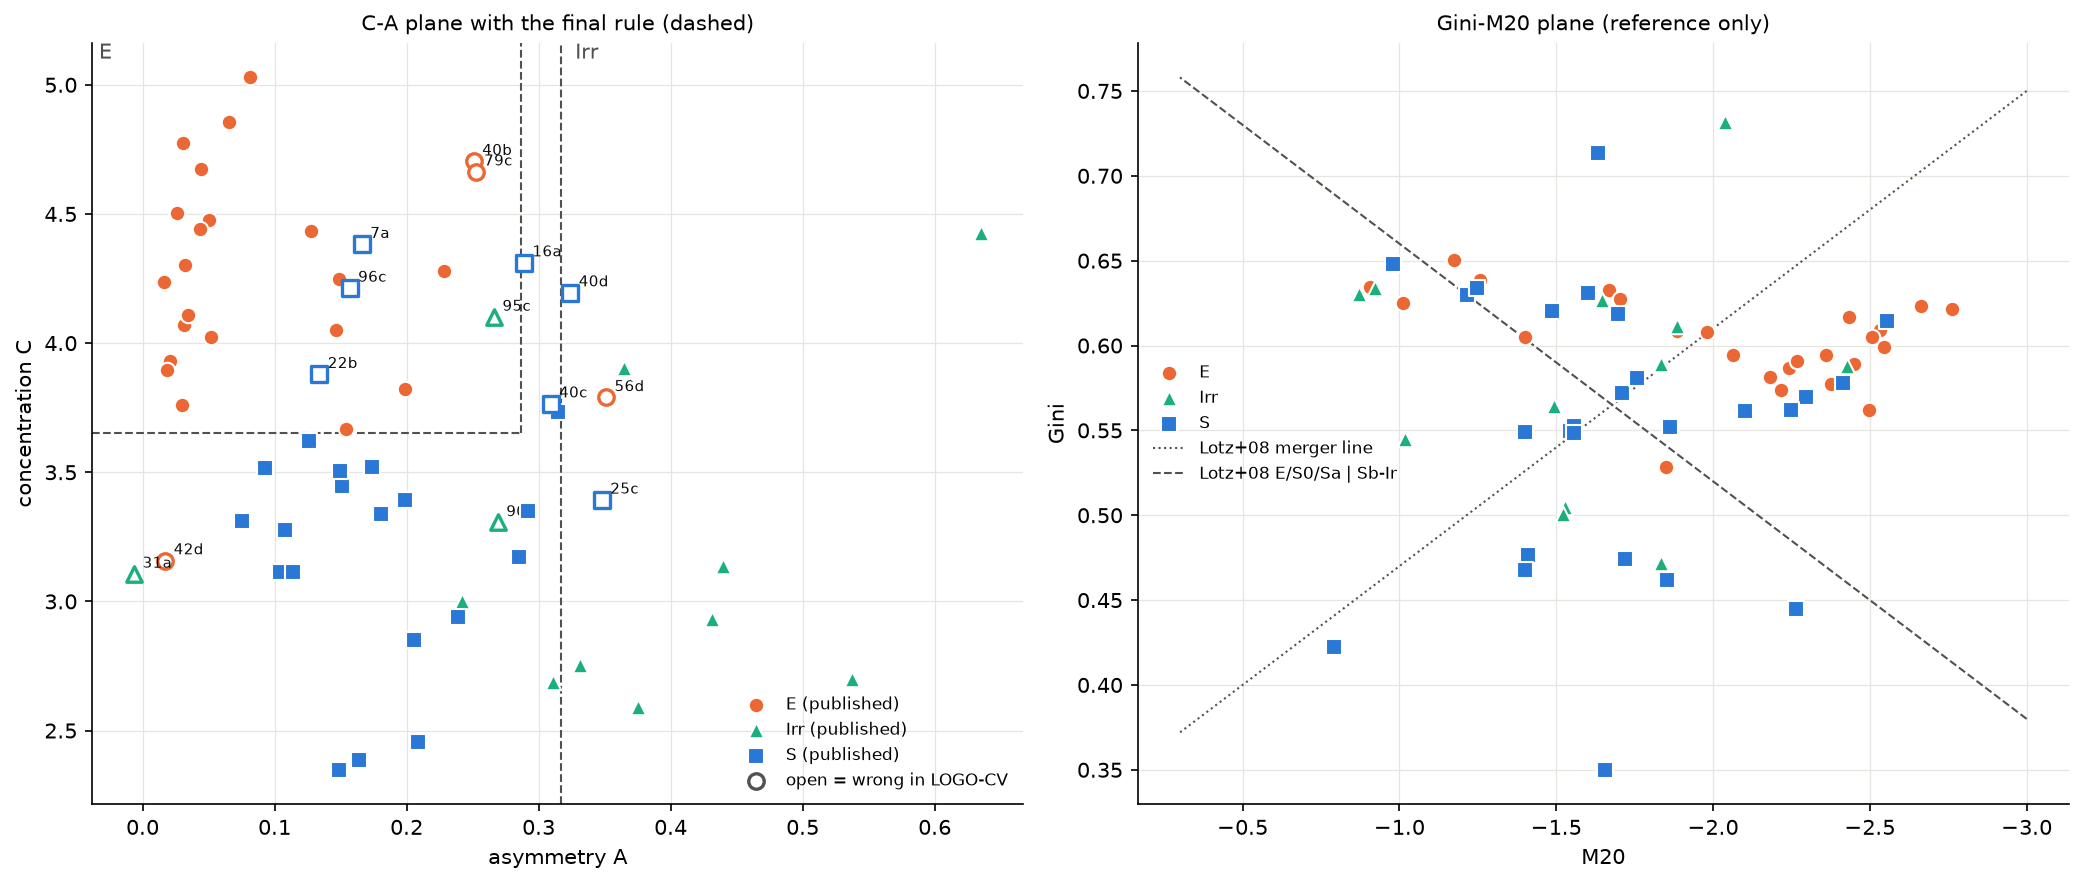 C-A plane with the final rule (dashed)
E
Irr
5.0
4.5
4.0
3.5
3.0
2.5
concentration C
40b
79c
7a
16a
96c
40d
95c
22b
40c
56d
25c
42d
31a
E (published)
Irr (published)
S (published)
open = wrong in LOGO-CV
0.0
0.1
0.2
0.3
0.4
0.5
0.6
asymmetry A
Gini-M20 plane (reference only)
0.75
0.70
0.65
0.60
0.55
0.50
0.45
0.40
0.35
Gini
E
Irr
S
Lotz+08 merger line
Lotz+08 E/S0/Sa | Sb-Ir
−0.5
−1.0
−1.5
−2.0
−2.5
−3.0
M20